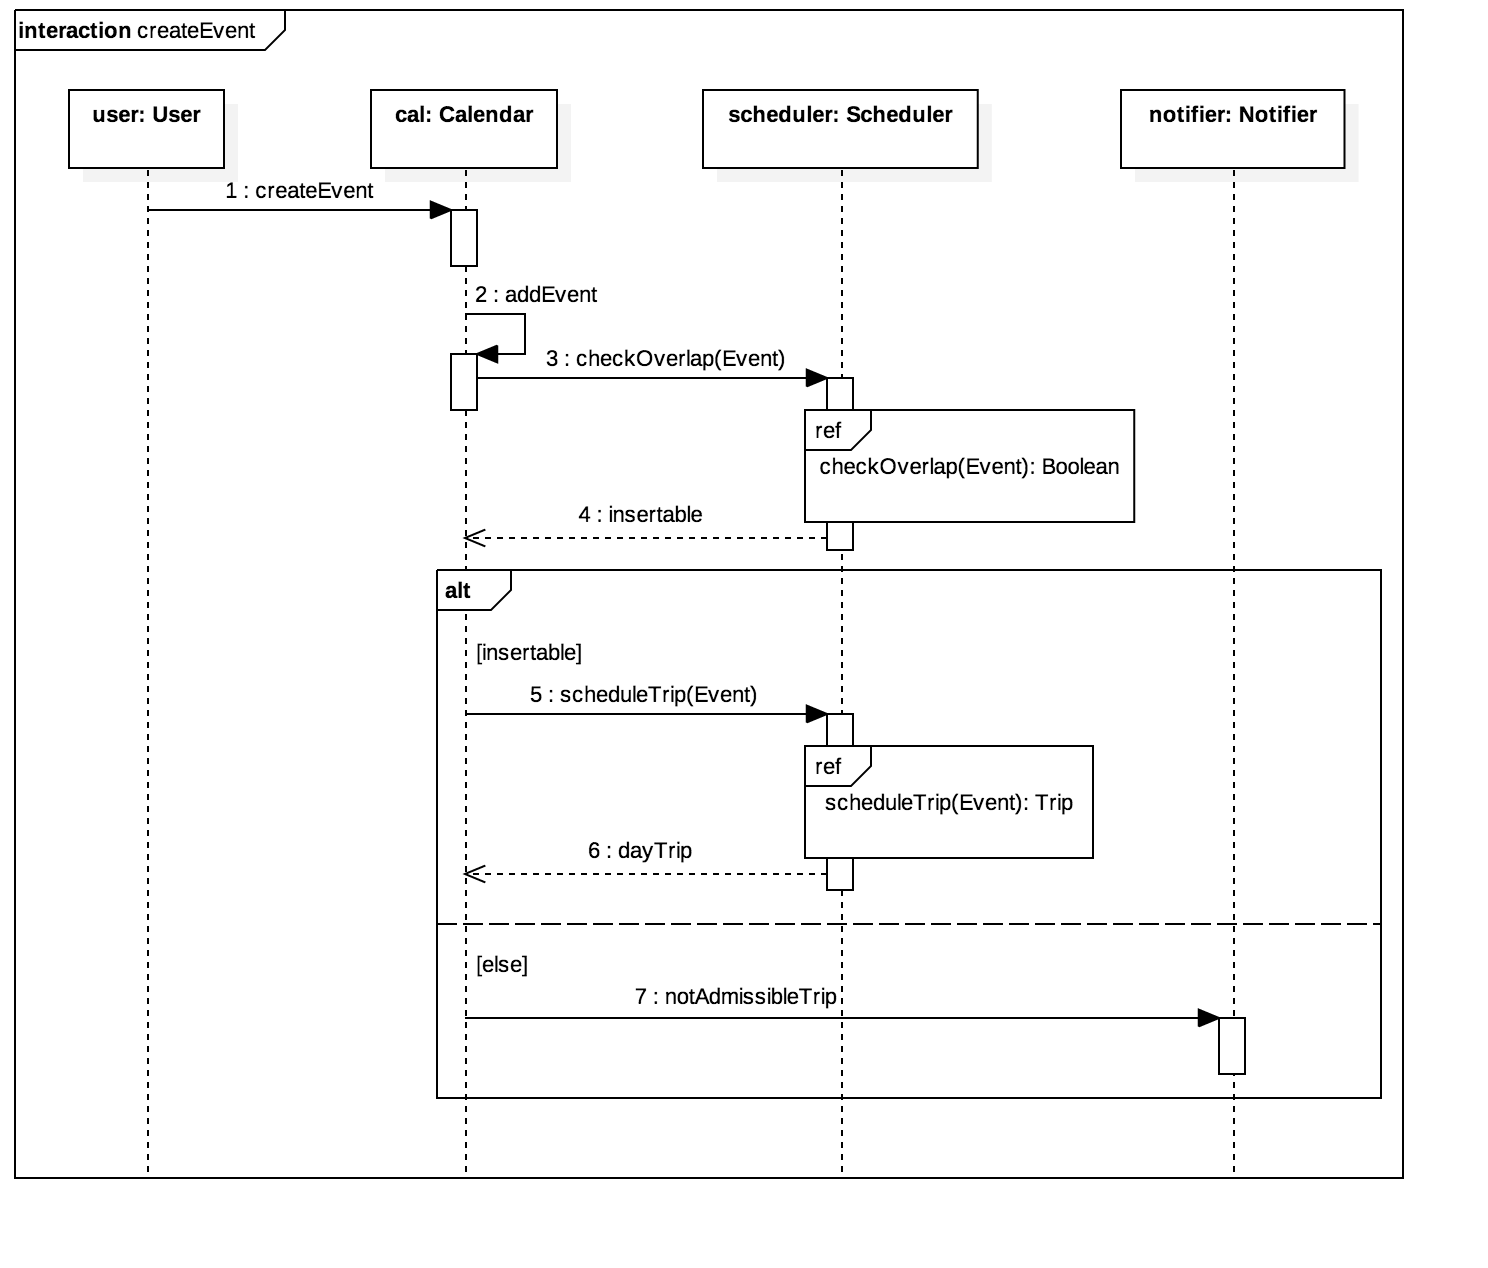 interaction createEvent
user: User
cal: Calendar
scheduler: Scheduler
notifier: Notifier
1 : createEvent
2 : addEvent
3 : checkOverlap(Event)
ref
checkOverlap(Event): Boolean
4 : insertable
alt
[insertable]
5 : scheduleTrip(Event)
ref
scheduleTrip(Event): Trip
6 : dayTrip
[else]
7 : notAdmissibleTrip